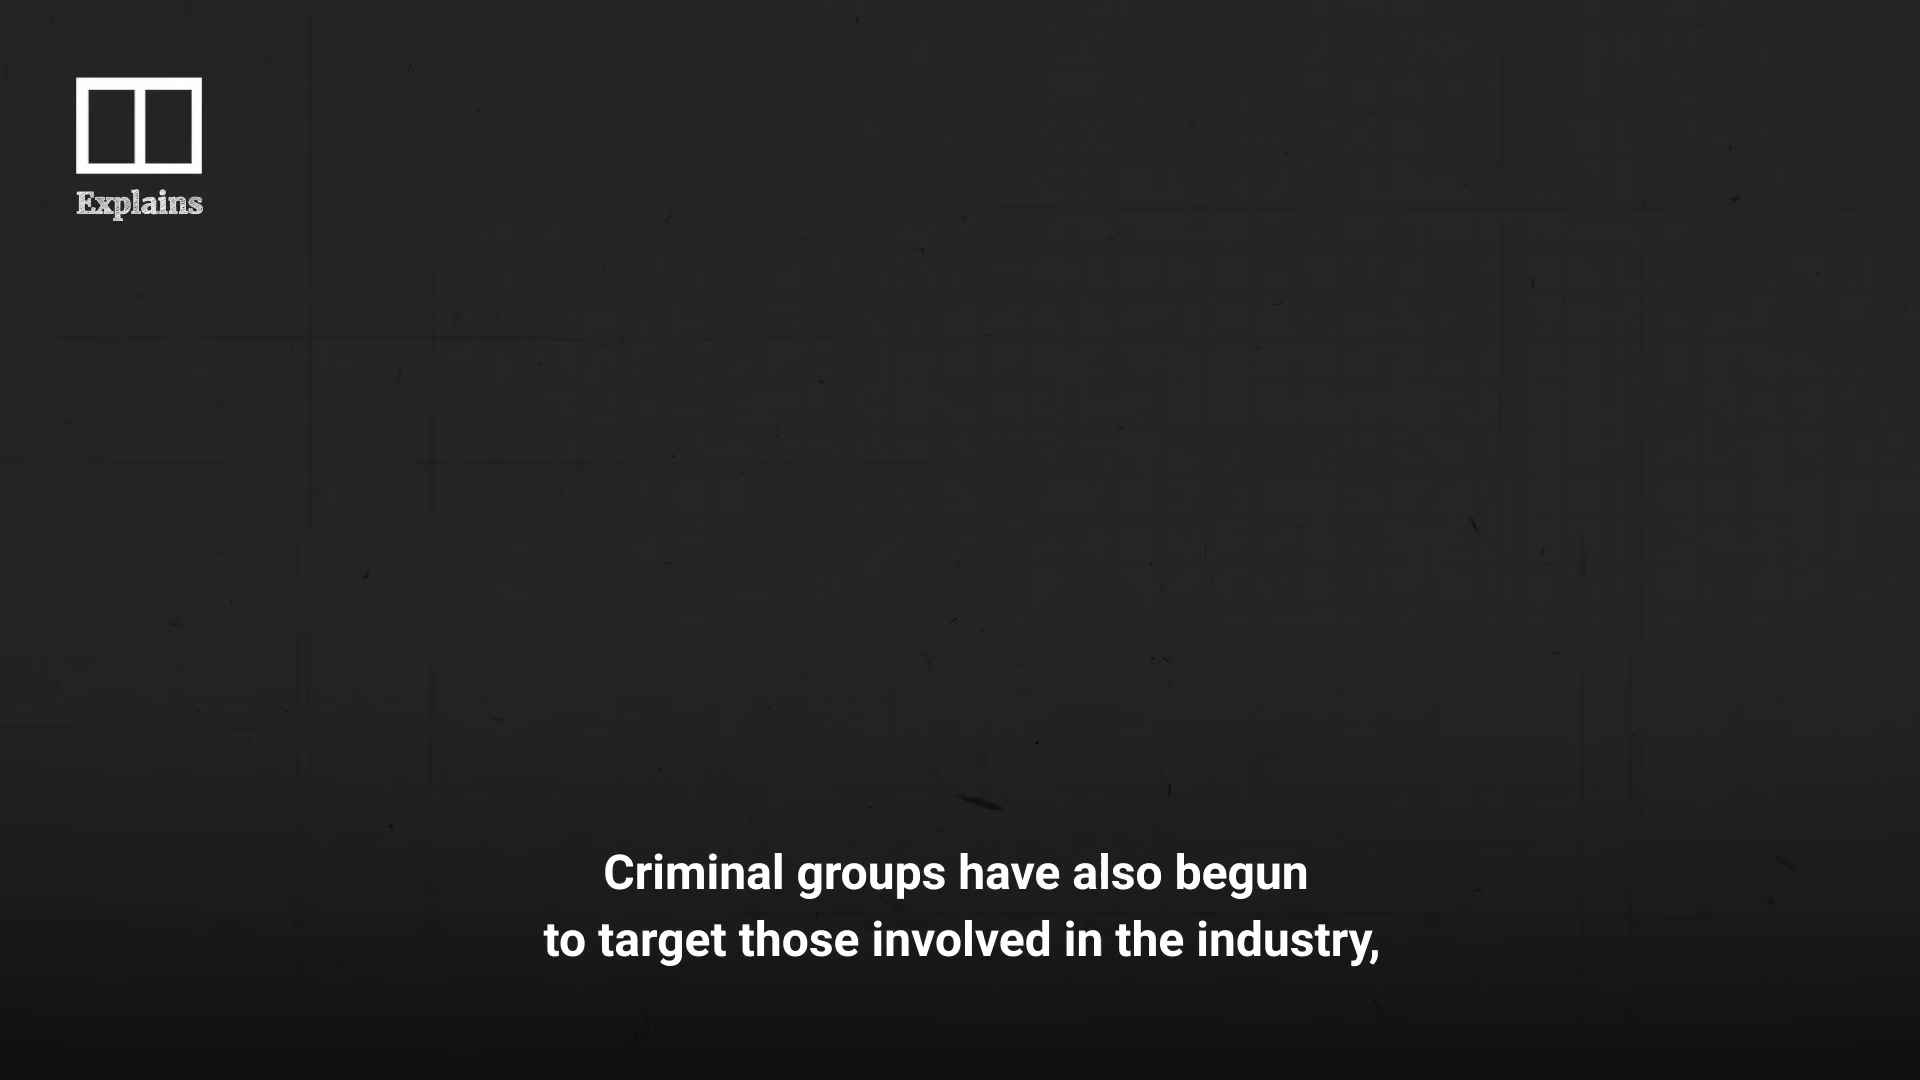 Explains
Criminal groups have also begun
to target those involved in the industry,